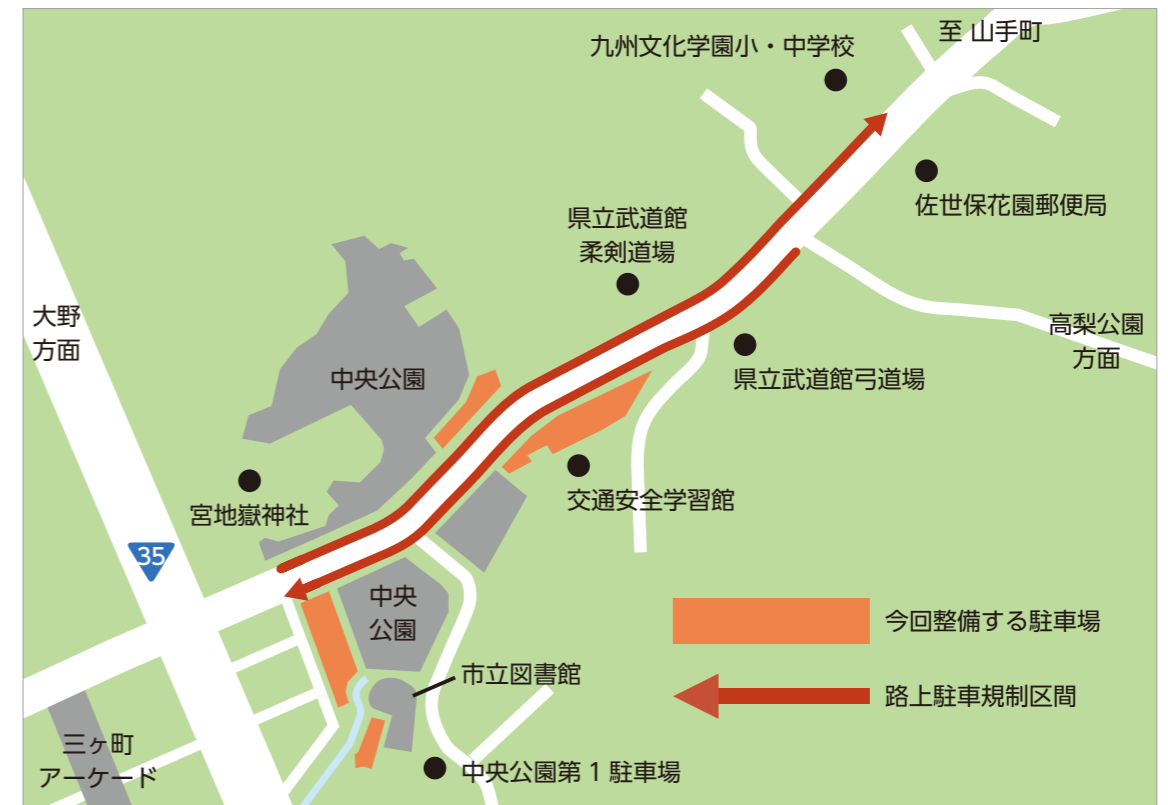 至 山手町
九州文化学園小・中学校
佐世保花園郵便局
県立武道館
柔剣道場
大野
方面
高梨公園
方面
中央公園
県立武道館弓道場
交通安全学習館
宮地嶽神社
35
中央
公園
今回整備する駐車場
市立図書館
路上駐車規制区間
三ヶ町
アーケード
中央公園第1駐車場